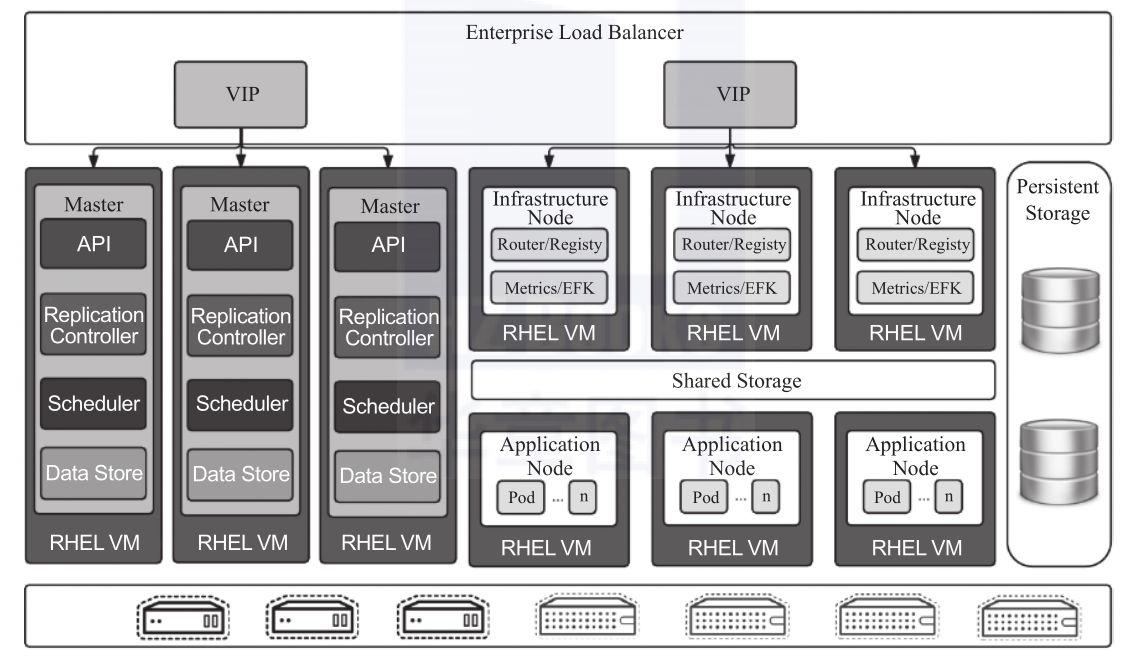 Enterprise Load Balancer
VIP
VIP
Master
API
Replication
Controller
Scheduler
Data Store
RHEL VM
Master
API
Replication
Controller
Scheduler
Data Store
RHEL VM
Master
API
Replication
Controller
Scheduler
Data Store
RHEL VM
Infrastructure
Node
Router/Registy
Metrics/EFK
RHEL VM
Infrastructure
Node
Router/Registy
Metrics/EFK
RHEL VM
Infrastructure
Node
Router/Registy
Metrics/EFK
RHEL VM
Shared Storage
Application
Node
Pod ... n
RHEL VM
Application
Node
Pod ... n
RHEL VM
Application
Node
Pod ... n
RHEL VM
Persistent
Storage